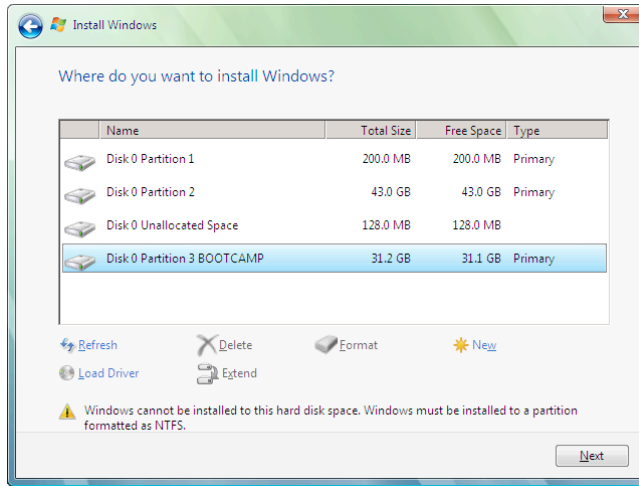 Install Windows
Where do you want to install Windows?
Name Total Size Free Space Type
Disk 0 Partition 1 200.0 MB 200.0 MB Primary
Disk 0 Partition 2 43.0 GB 43.0 GB Primary
Disk 0 Unallocated Space 128.0 MB 128.0 MB
Disk 0 Partition 3 BOOTCAMP 31.2 GB 31.1 GB Primary
Refresh Delete Format New
Load Driver Extend
Windows cannot be installed to this hard disk space. Windows must be installed to a partition
formatted as NTFS.
Next